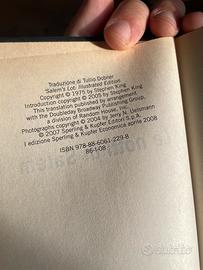 Traduzione di Tullio Dobner
'Salem's Lot: Illustrated Edition
Copyright © 1975 by Stephen King
Introduction copyright © 2005 by Stephen King
This translation published by arrangement
with the Doubleday Broadway Publishing Group,
a division of Random House, Inc.
Photographs copyright © 2004 by Jerry N. Uelsmann
© 2007 Sperling & Kupfer Editori S.p.A.
I edizione Sperling & Kupfer Economica aprile 2008
ISBN 978-88-6061-229-8
86-I-08
subito.it